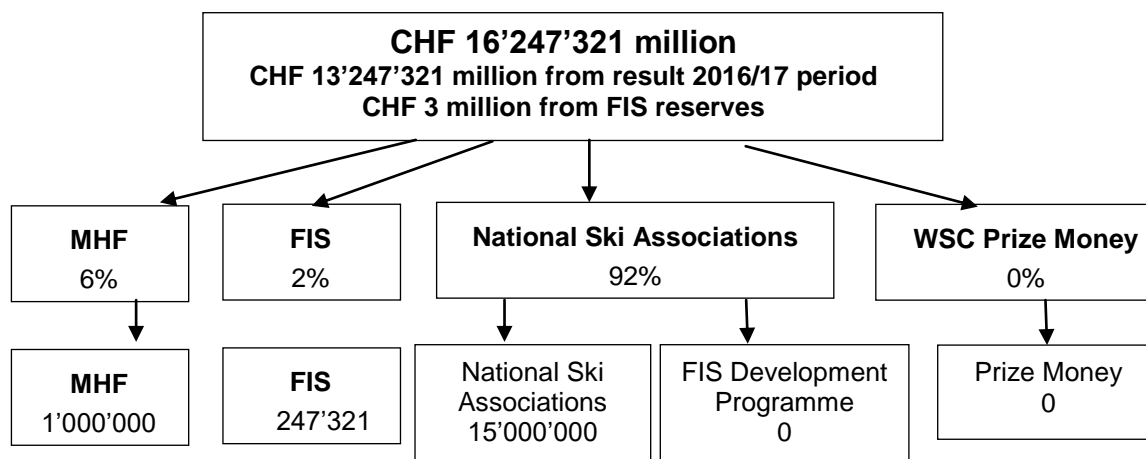 CHF 16'247'321 million
CHF 13'247'321 million from result 2016/17 period
CHF 3 million from FIS reserves
MHF
6%
FIS
2%
National Ski Associations
92%
WSC Prize Money
0%
MHF
1'000'000
FIS
247'321
National Ski
Associations
15'000'000
FIS Development
Programme
0
Prize Money
0